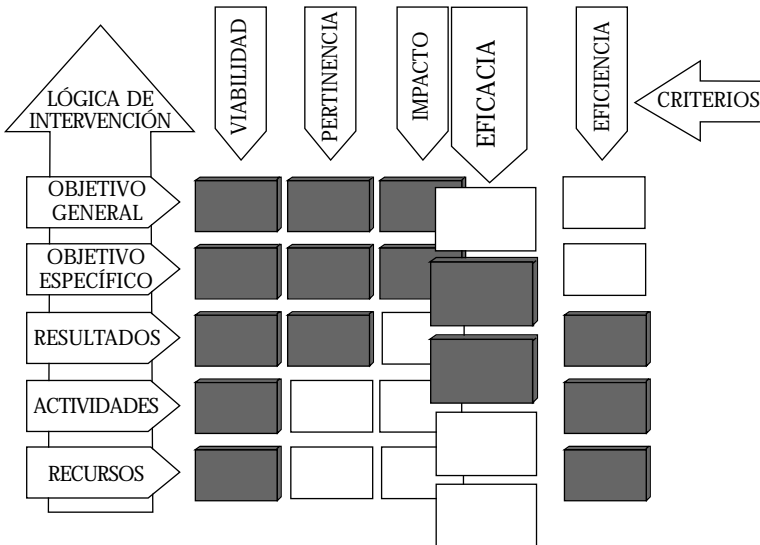 LÓGICA DE
INTERVENCIÓN
VIABILIDAD
PERTINENCIA
IMPACTO
EFICACIA
EFICIENCIA
CRITERIOS
OBJETIVO
GENERAL
OBJETIVO
ESPECÍFICO
RESULTADOS
ACTIVIDADES
RECURSOS